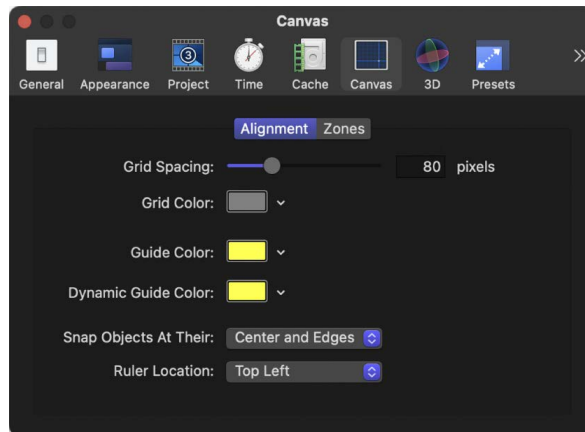 Canvas
3
General Appearance Project Time Cache Canvas 3D Presets
Alignment Zones
Grid Spacing: 80 pixels
Grid Color:
Guide Color:
Dynamic Guide Color:
Snap Objects At Their: Center and Edges
Ruler Location: Top Left